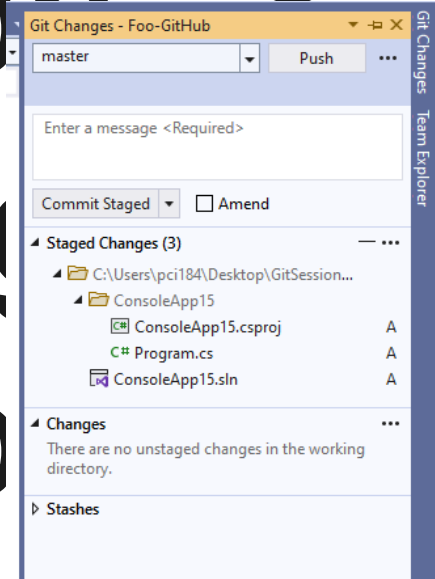 Git Changes - Foo-GitHub
master
Push
Enter a message <Required>
Commit Staged
Amend
Staged Changes (3)
C:\Users\pci184\Desktop\GitSession...
ConsoleApp15
C# ConsoleApp15.csproj A
C# Program.cs A
ConsoleApp15.sln A
Changes
There are no unstaged changes in the working
directory.
Stashes
Git Changes
Team Explorer